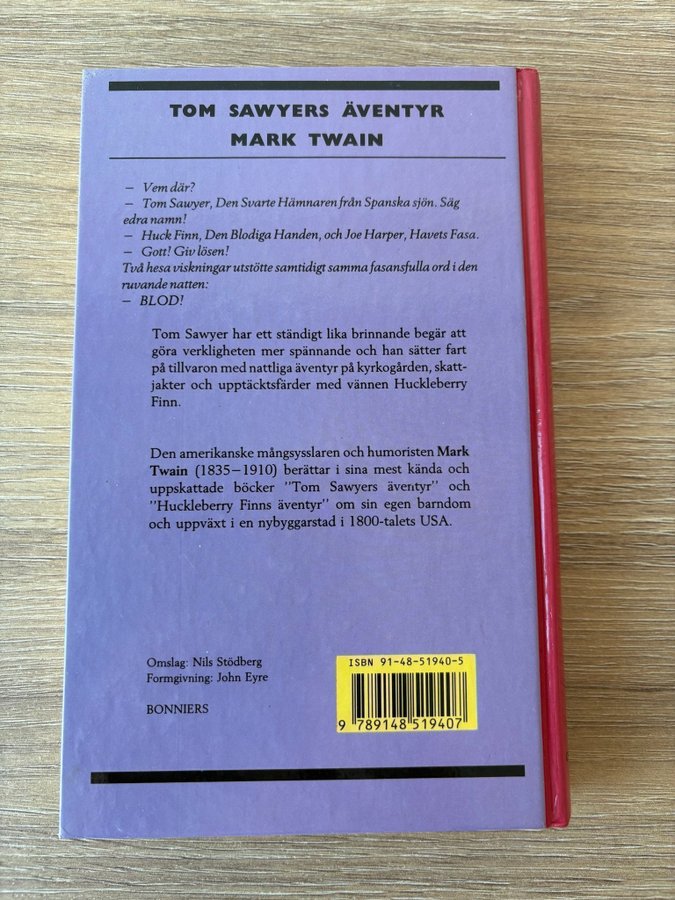 TOM SAWYERS ÄVENTYR
MARK TWAIN
– Vem där?
– Tom Sawyer, Den Svarte Hämnaren från Spanska sjön. Säg
edra namn!
– Huck Finn, Den Blodiga Handen, och Joe Harper, Havets Fasa.
– Gott! Giv lösen!
Två hesa viskningar utstötte samtidigt samma fasansfulla ord i den
ruvande natten:
– BLOD!
Tom Sawyer har ett ständigt lika brinnande begär att
göra verkligheten mer spännande och han sätter fart
på tillvaron med nattliga äventyr på kyrkogården, skatt-
jakter och upptäcktsfärder med vännen Huckleberry
Finn.
Den amerikanske mångsysslaren och humoristen Mark
Twain (1835–1910) berättar i sina mest kända och
uppskattade böcker "Tom Sawyers äventyr" och
"Huckleberry Finns äventyr" om sin egen barndom
och uppväxt i en nybyggarstad i 1800-talets USA.
Omslag: Nils Stödberg
Formgivning: John Eyre
BONNIERS
ISBN 91-48-51940-5
9 789148 519407